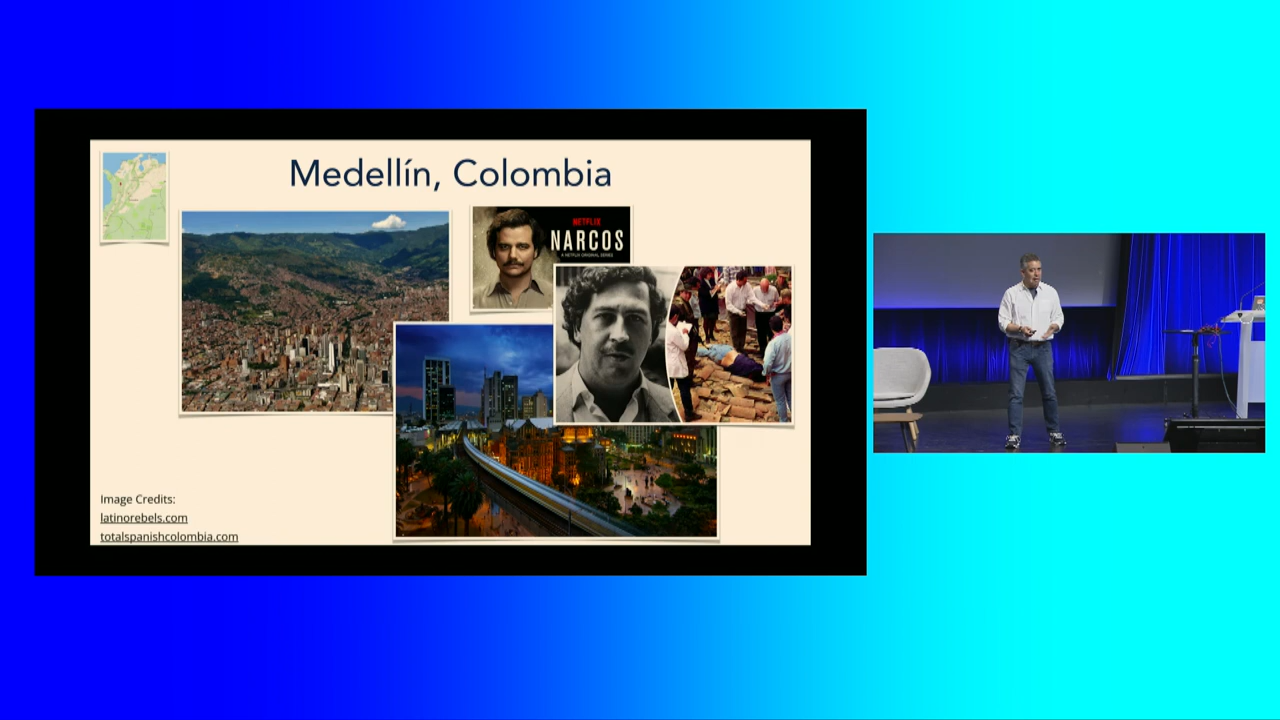 Medellín, Colombia
NETFLIX
NARCOS
A NETFLIX ORIGINAL SERIES
Image Credits:
latinorebels.com
totalspanishcolombia.com